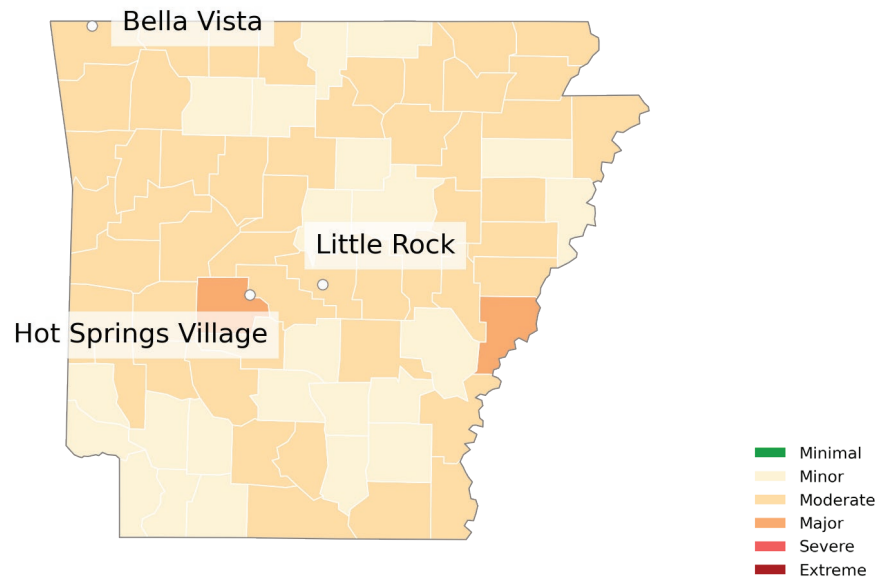 Bella Vista
Little Rock
Hot Springs Village
Minimal
Minor
Moderate
Major
Severe
Extreme